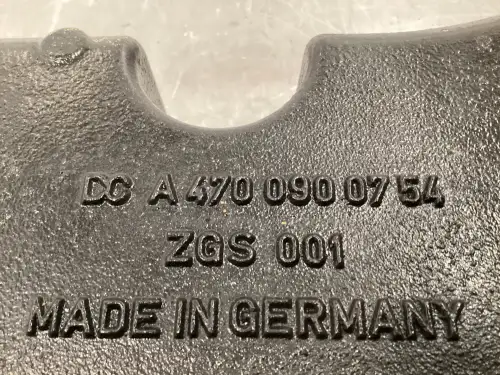 DC A 470 090 07 54
ZGS 001
MADE IN GERMANY